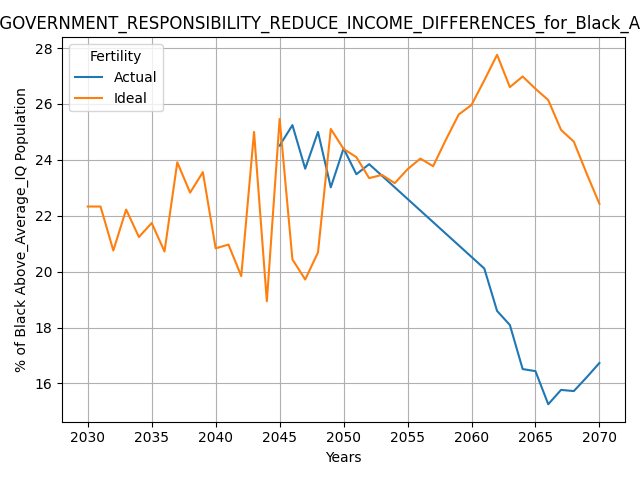 GOVERNMENT_RESPONSIBILITY_REDUCE_INCOME_DIFFERENCES_for_Black_A
28
26
24
22
20
18
16
% of Black Above_Average_IQ Population
Fertility
Actual
Ideal
2030 2035 2040 2045 2050 2055 2060 2065 2070
Years